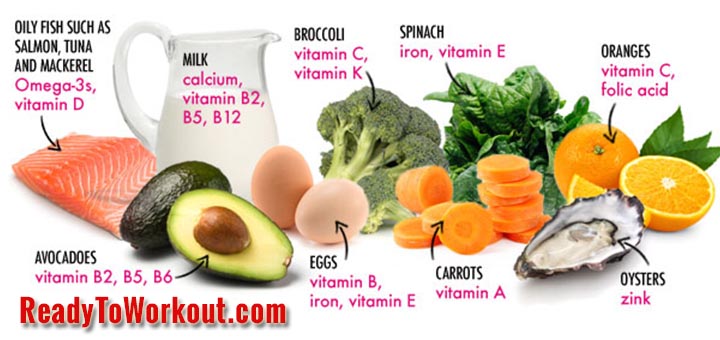 OILY FISH SUCH AS
SALMON, TUNA
AND MACKEREL
Omega-3s,
vitamin D
MILK
calcium,
vitamin B2,
B5, B12
BROCCOLI
vitamin C,
vitamin K
SPINACH
iron, vitamin E
ORANGES
vitamin C,
folic acid
AVOCADOES
vitamin B2, B5, B6
EGGS
vitamin B,
iron, vitamin E
CARROTS
vitamin A
OYSTERS
zink
ReadyToWorkout.com